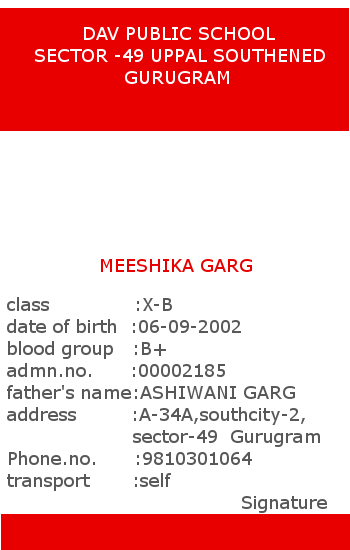 DAV PUBLIC SCHOOL
SECTOR -49 UPPAL SOUTHENED
GURUGRAM
MEESHIKA GARG
class :X-B
date of birth :06-09-2002
blood group :B+
admn.no. :00002185
father's name:ASHIWANI GARG
address :A-34A,southcity-2,
sector-49 Gurugram
Phone.no. :9810301064
transport :self
Signature